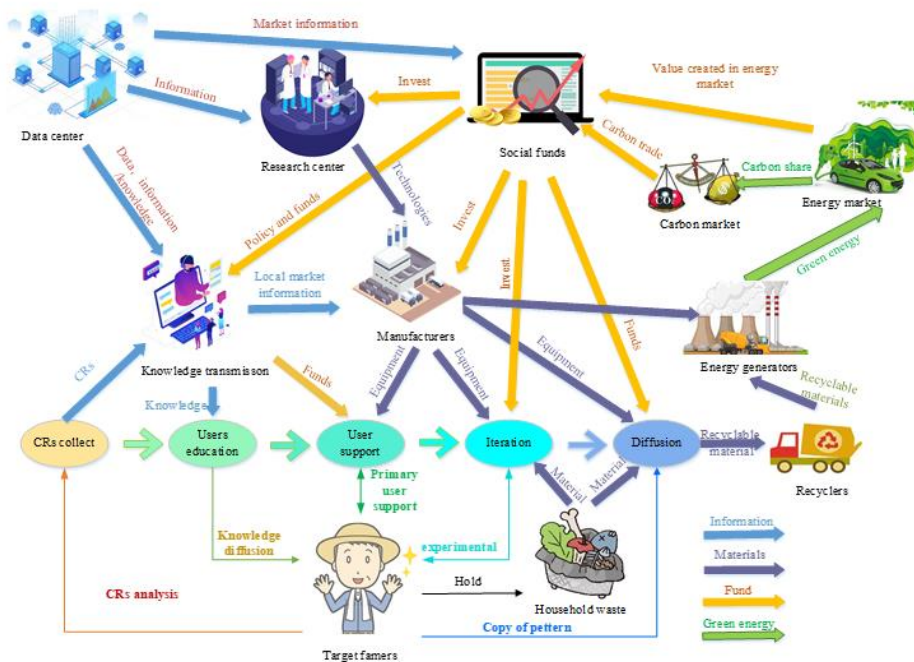 Market information
Information
Data center
Research center
Invest
Social funds
Value created in energy
market
Carbon trade
Carbon share
Carbon market
Energy market
Data, information
/knowledge
Policy and funds
Technologies
Invest
Invest
Funds
Green energy
Local market
information
Manufacturers
Knowledge transmisson
Energy generators
CRs
Knowledge
Funds
Equipment
Equipment
Equipment
Recyclable
materials
CRs collect
Users
education
User
support
Iteration
Diffusion
Recyclable
material
Recyclers
Primary
user
support
Material
Material
Knowledge
diffusion
experimental
Hold
Household waste
CRs analysis
Copy of pettern
Target famers
Information
Materials
Fund
Green energy